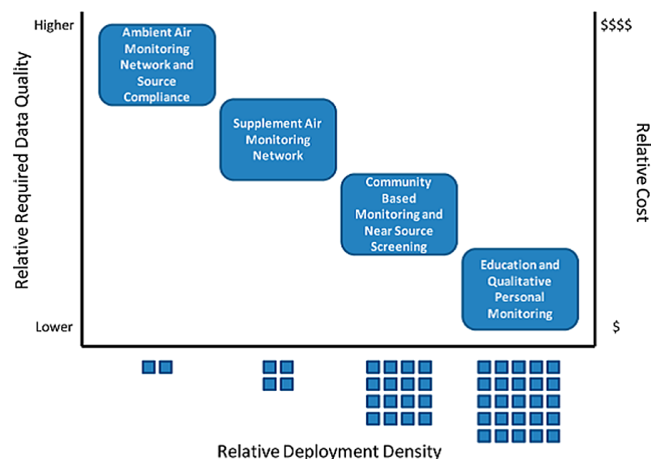 Higher
$$$$
Ambient Air
Monitoring
Network and
Source
Compliance
Supplement Air
Monitoring
Network
Community
Based
Monitoring and
Near Source
Screening
Education and
Qualitative
Personal
Monitoring
Relative Required Data Quality
Relative Cost
Lower
$
Relative Deployment Density